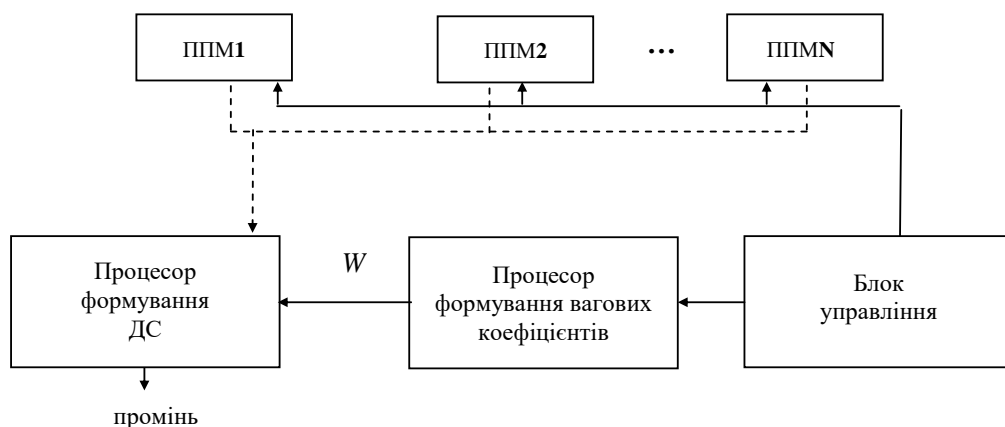 ППМ1
ППМ2
...
ППМN
Процесор
формування
ДС
W
Процесор
формування вагових
коефіцієнтів
Блок
управління
промінь